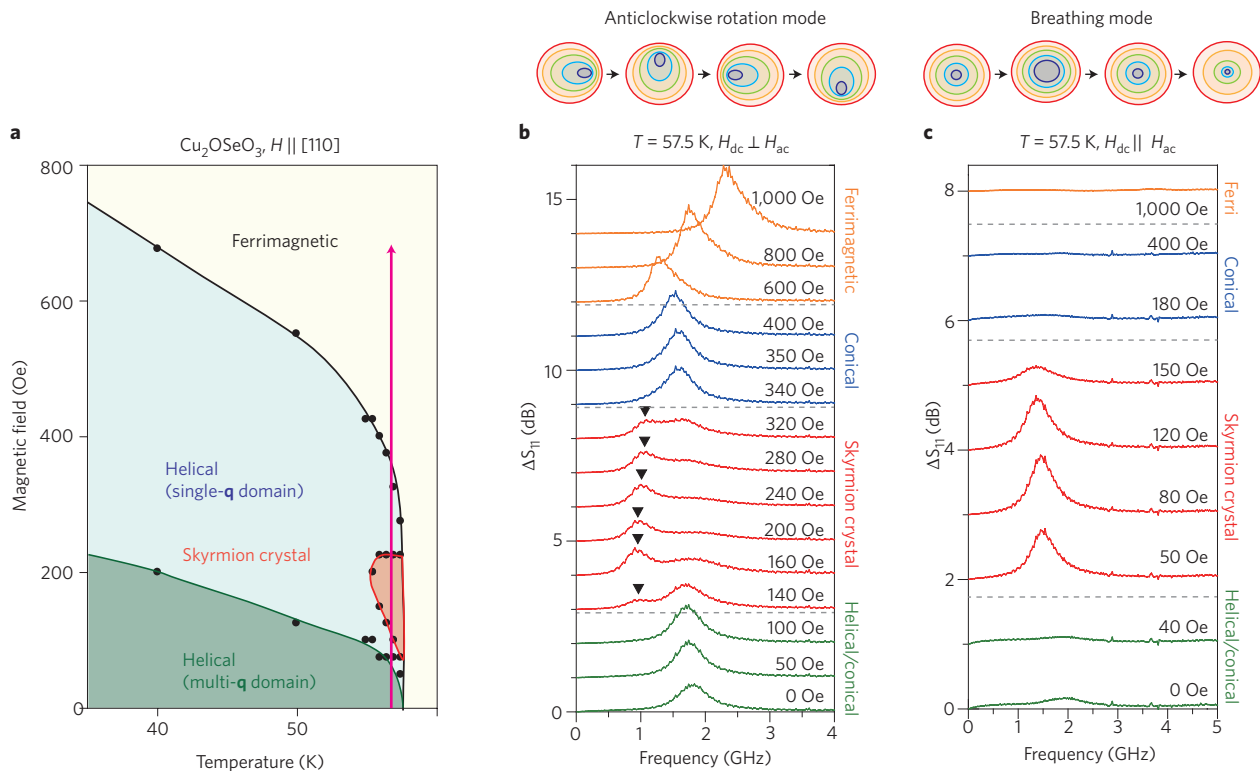 Anticlockwise rotation mode
Breathing mode
a
Cu₂OSeO₃, H || [110]
800
600
400
200
0
Magnetic field (Oe)
40
50
Temperature (K)
Ferrimagnetic
Helical
(single-q domain)
Skyrmion crystal
Helical
(multi-q domain)
b
T = 57.5 K, H_dc ⊥ H_ac
15
10
5
0
ΔS₁₁ (dB)
1,000 Oe
800 Oe
600 Oe
400 Oe
350 Oe
340 Oe
320 Oe
280 Oe
240 Oe
200 Oe
160 Oe
140 Oe
100 Oe
50 Oe
0 Oe
Ferrimagnetic
Conical
Skyrmion crystal
Helical/conical
0
1
2
3
4
Frequency (GHz)
c
T = 57.5 K, H_dc || H_ac
8
6
4
2
0
ΔS₁₁ (dB)
1,000 Oe
400 Oe
180 Oe
150 Oe
120 Oe
80 Oe
50 Oe
40 Oe
0 Oe
Ferri
Conical
Skyrmion crystal
Helical/conical
0
1
2
3
4
5
Frequency (GHz)